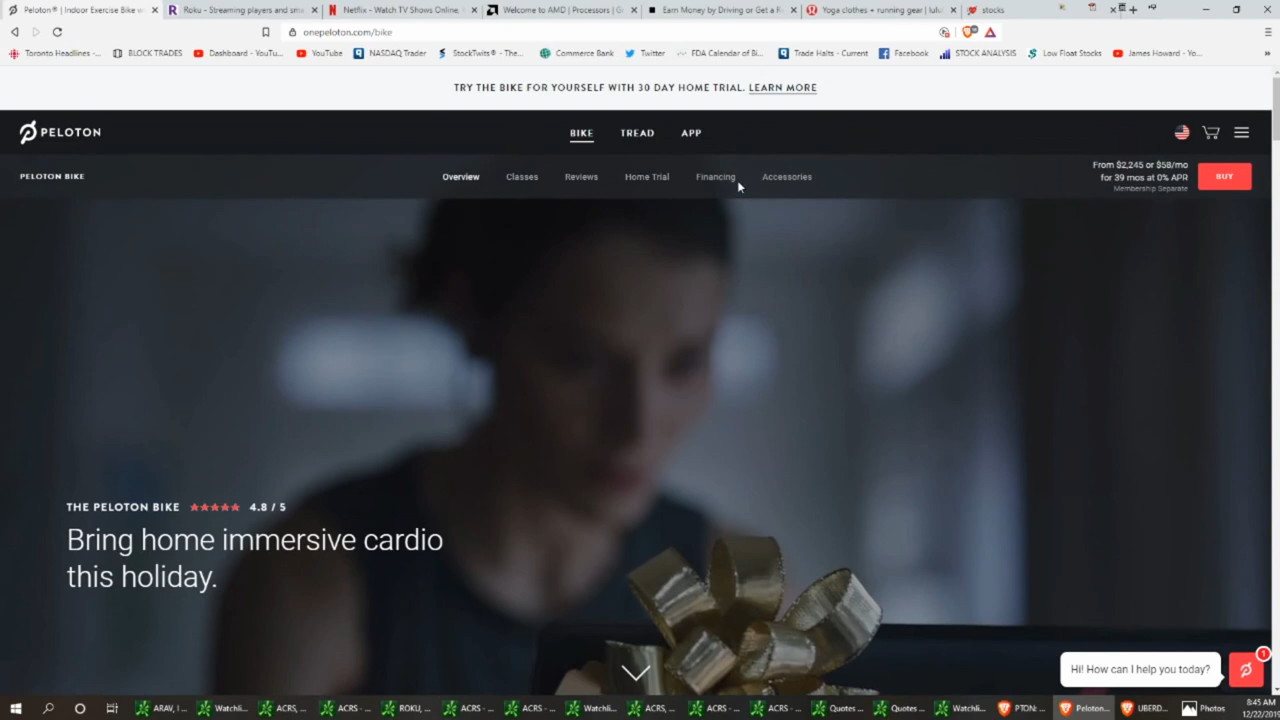 Peloton® | Indoor Exercise Bike w
Roku - Streaming players and sma
Netflix - Watch TV Shows Online,
Welcome to AMD | Processors | G
Earn Money by Driving or Get a R
Yoga clothes + running gear | lulu
stocks
onepeloton.com/bike
Toronto Headlines -...
BLOCK TRADES
Dashboard - YouTu...
YouTube
NASDAQ Trader
StockTwits® - The...
Commerce Bank
Twitter
FDA Calendar of Bi...
Trade Halts - Current
Facebook
STOCK ANALYSIS
Low Float Stocks
James Howard - Yo...
»
TRY THE BIKE FOR YOURSELF WITH 30 DAY HOME TRIAL. LEARN MORE
PELOTON
BIKE
TREAD
APP
PELOTON BIKE
Overview
Classes
Reviews
Home Trial
Financing
Accessories
From $2,245 or $58/mo
for 39 mos at 0% APR
Membership Separate
BUY
THE PELOTON BIKE ★★★★★ 4.8 / 5
Bring home immersive cardio
this holiday.
Hi! How can I help you today?
1
ARAV, I ...
Watchli...
ACRS, ...
ACRS - ...
ROKU, ...
ACRS - ...
ACRS - ...
Watchli...
ACRS, ...
ACRS - ...
ACRS - ...
Quotes ...
Quotes ...
Watchli...
PTON: ...
Peloton...
UBERD...
Photos
8:45 AM
12/22/2019